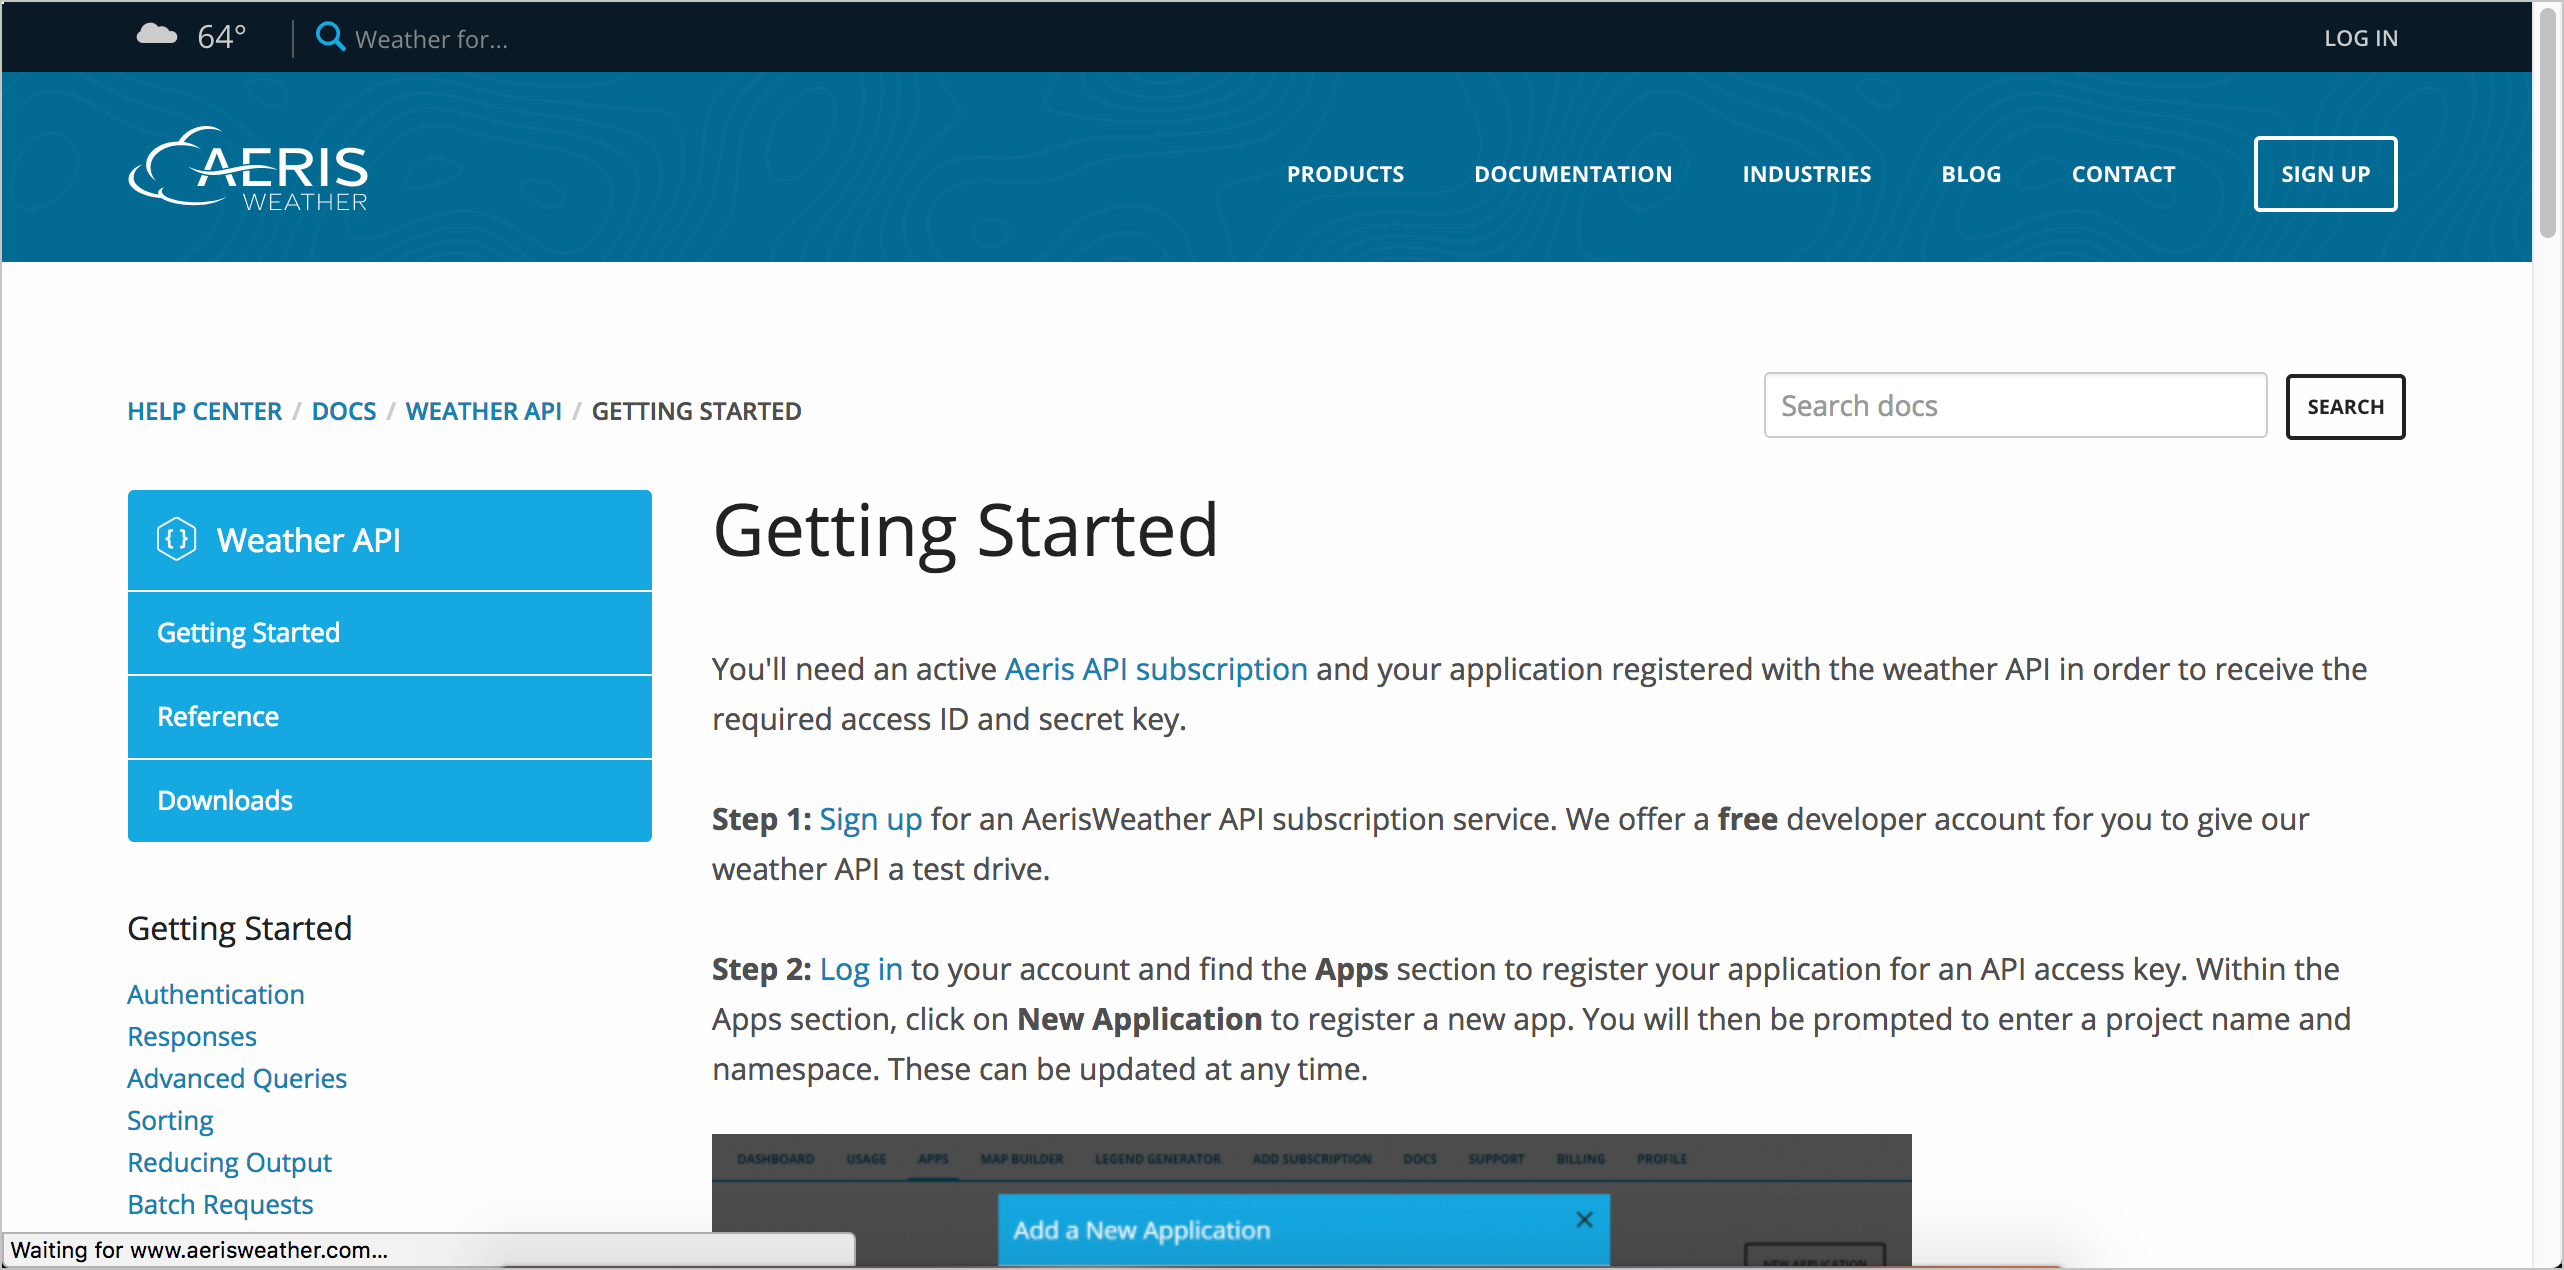 64° Weather for... LOG IN
AERIS
WEATHER
PRODUCTS DOCUMENTATION INDUSTRIES BLOG CONTACT SIGN UP
HELP CENTER / DOCS / WEATHER API / GETTING STARTED
Search docs SEARCH
{ } Weather API
Getting Started
Reference
Downloads
Getting Started
Authentication
Responses
Advanced Queries
Sorting
Reducing Output
Batch Requests
Getting Started
You'll need an active Aeris API subscription and your application registered with the weather API in order to receive the
required access ID and secret key.
Step 1: Sign up for an AerisWeather API subscription service. We offer a free developer account for you to give our
weather API a test drive.
Step 2: Log in to your account and find the Apps section to register your application for an API access key. Within the
Apps section, click on New Application to register a new app. You will then be prompted to enter a project name and
namespace. These can be updated at any time.
DASHBOARD USAGE APPS MAP BUILDER LEGEND GENERATOR ADD SUBSCRIPTION DOCS SUPPORT BILLING PROFILE
Add a New Application
NEW APPLICATION
Waiting for www.aerisweather.com...